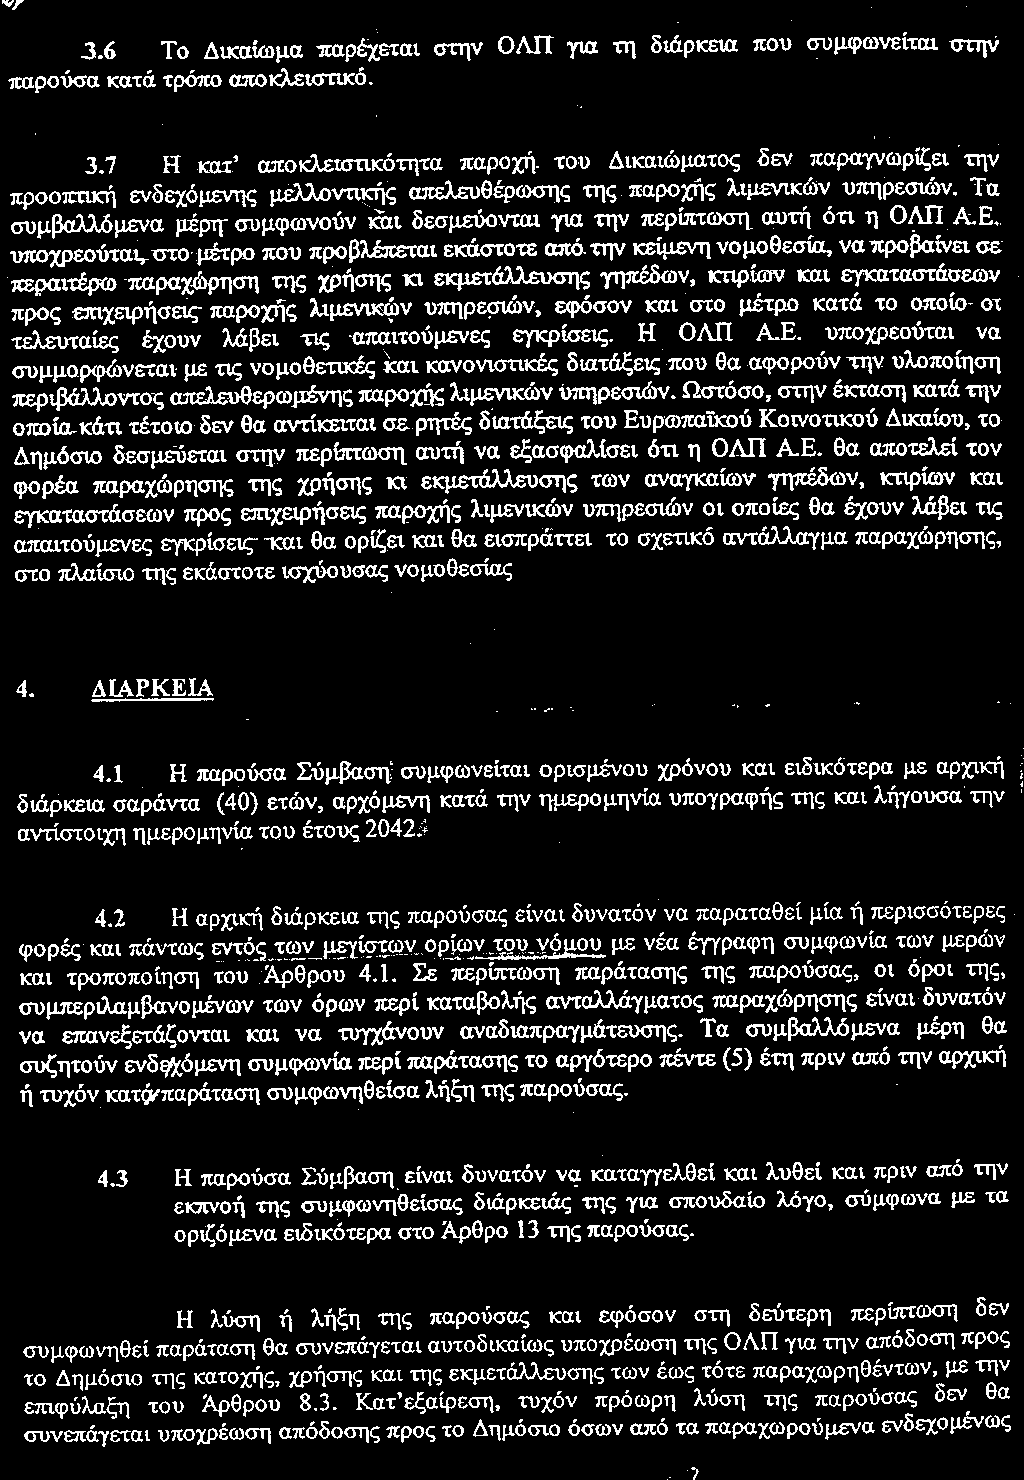 3.6 Το Δικαίωμα παρέχεται στην ΟΛΠ για τη διάρκεια που συμφωνείται στην
παρούσα κατά τρόπο αποκλειστικό.
3.7 Η κατ’ αποκλειστικότητα παροχή του Δικαιώματος δεν παραγνωρίζει την
προοπτική ενδεχόμενης μελλοντικής απελευθέρωσης της παροχής λιμενικών υπηρεσιών. Τα
συμβαλλόμενα μέρη συμφωνούν και δεσμεύονται για την περίπτωση αυτή ότι η ΟΛΠ Α.Ε.
υποχρεούται, στο μέτρο που προβλέπεται εκάστοτε από την κείμενη νομοθεσία, να προβαίνει σε
περαιτέρω παραχώρηση της χρήσης κι εκμετάλλευσης γηπέδων, κτιρίων και εγκαταστάσεων
προς επιχειρήσεις παροχής λιμενικών υπηρεσιών, εφόσον και στο μέτρο κατά το οποίο οι
τελευταίες έχουν λάβει τις απαιτούμενες εγκρίσεις. Η ΟΛΠ Α.Ε. υποχρεούται να
συμμορφώνεται με τις νομοθετικές και κανονιστικές διατάξεις που θα αφορούν την υλοποίηση
περιβάλλοντος απελευθερωμένης παροχής λιμενικών υπηρεσιών. Ωστόσο, στην έκταση κατά την
οποία κάτι τέτοιο δεν θα αντίκειται σε ρητές διατάξεις του Ευρωπαϊκού Κοινοτικού Δικαίου, το
Δημόσιο δεσμεύεται στην περίπτωση αυτή να εξασφαλίσει ότι η ΟΛΠ Α.Ε. θα αποτελεί τον
φορέα παραχώρησης της χρήσης κι εκμετάλλευσης των αναγκαίων γηπέδων, κτιρίων και
εγκαταστάσεων προς επιχειρήσεις παροχής λιμενικών υπηρεσιών οι οποίες θα έχουν λάβει τις
απαιτούμενες εγκρίσεις και θα ορίζει και θα εισπράττει το σχετικό αντάλλαγμα παραχώρησης,
στο πλαίσιο της εκάστοτε ισχύουσας νομοθεσίας
4. ΔΙΑΡΚΕΙΑ
4.1 Η παρούσα Σύμβαση συμφωνείται ορισμένου χρόνου και ειδικότερα με αρχική
διάρκεια σαράντα (40) ετών, αρχόμενη κατά την ημερομηνία υπογραφής της και λήγουσα την
αντίστοιχη ημερομηνία του έτους 2042.
4.2 Η αρχική διάρκεια της παρούσας είναι δυνατόν να παραταθεί μία ή περισσότερες
φορές και πάντως εντός των μεγίστων ορίων του νόμου με νέα έγγραφη συμφωνία των μερών
και τροποποίηση του Άρθρου 4.1. Σε περίπτωση παράτασης της παρούσας, οι όροι της,
συμπεριλαμβανομένων των όρων περί καταβολής ανταλλάγματος παραχώρησης είναι δυνατόν
να επανεξετάζονται και να τυγχάνουν αναδιαπραγμάτευσης. Τα συμβαλλόμενα μέρη θα
συζητούν ενδεχόμενη συμφωνία περί παράτασης το αργότερο πέντε (5) έτη πριν από την αρχική
ή τυχόν κατά παράταση συμφωνηθείσα λήξη της παρούσας.
4.3 Η παρούσα Σύμβαση είναι δυνατόν να καταγγελθεί και λυθεί και πριν από την
εκπνοή της συμφωνηθείσας διάρκειάς της για σπουδαίο λόγο, σύμφωνα με τα
οριζόμενα ειδικότερα στο Άρθρο 13 της παρούσας.
Η λύση ή λήξη της παρούσας και εφόσον στη δεύτερη περίπτωση δεν
συμφωνηθεί παράταση θα συνεπάγεται αυτοδικαίως υποχρέωση της ΟΛΠ για την απόδοση προς
το Δημόσιο της κατοχής, χρήσης και της εκμετάλλευσης των έως τότε παραχωρηθέντων, με την
επιφύλαξη του Άρθρου 8.3. Κατ’εξαίρεση, τυχόν πρόωρη λύση της παρούσας δεν θα
συνεπάγεται υποχρέωση απόδοσης προς το Δημόσιο όσων από τα παραχωρούμενα ενδεχομένως
7